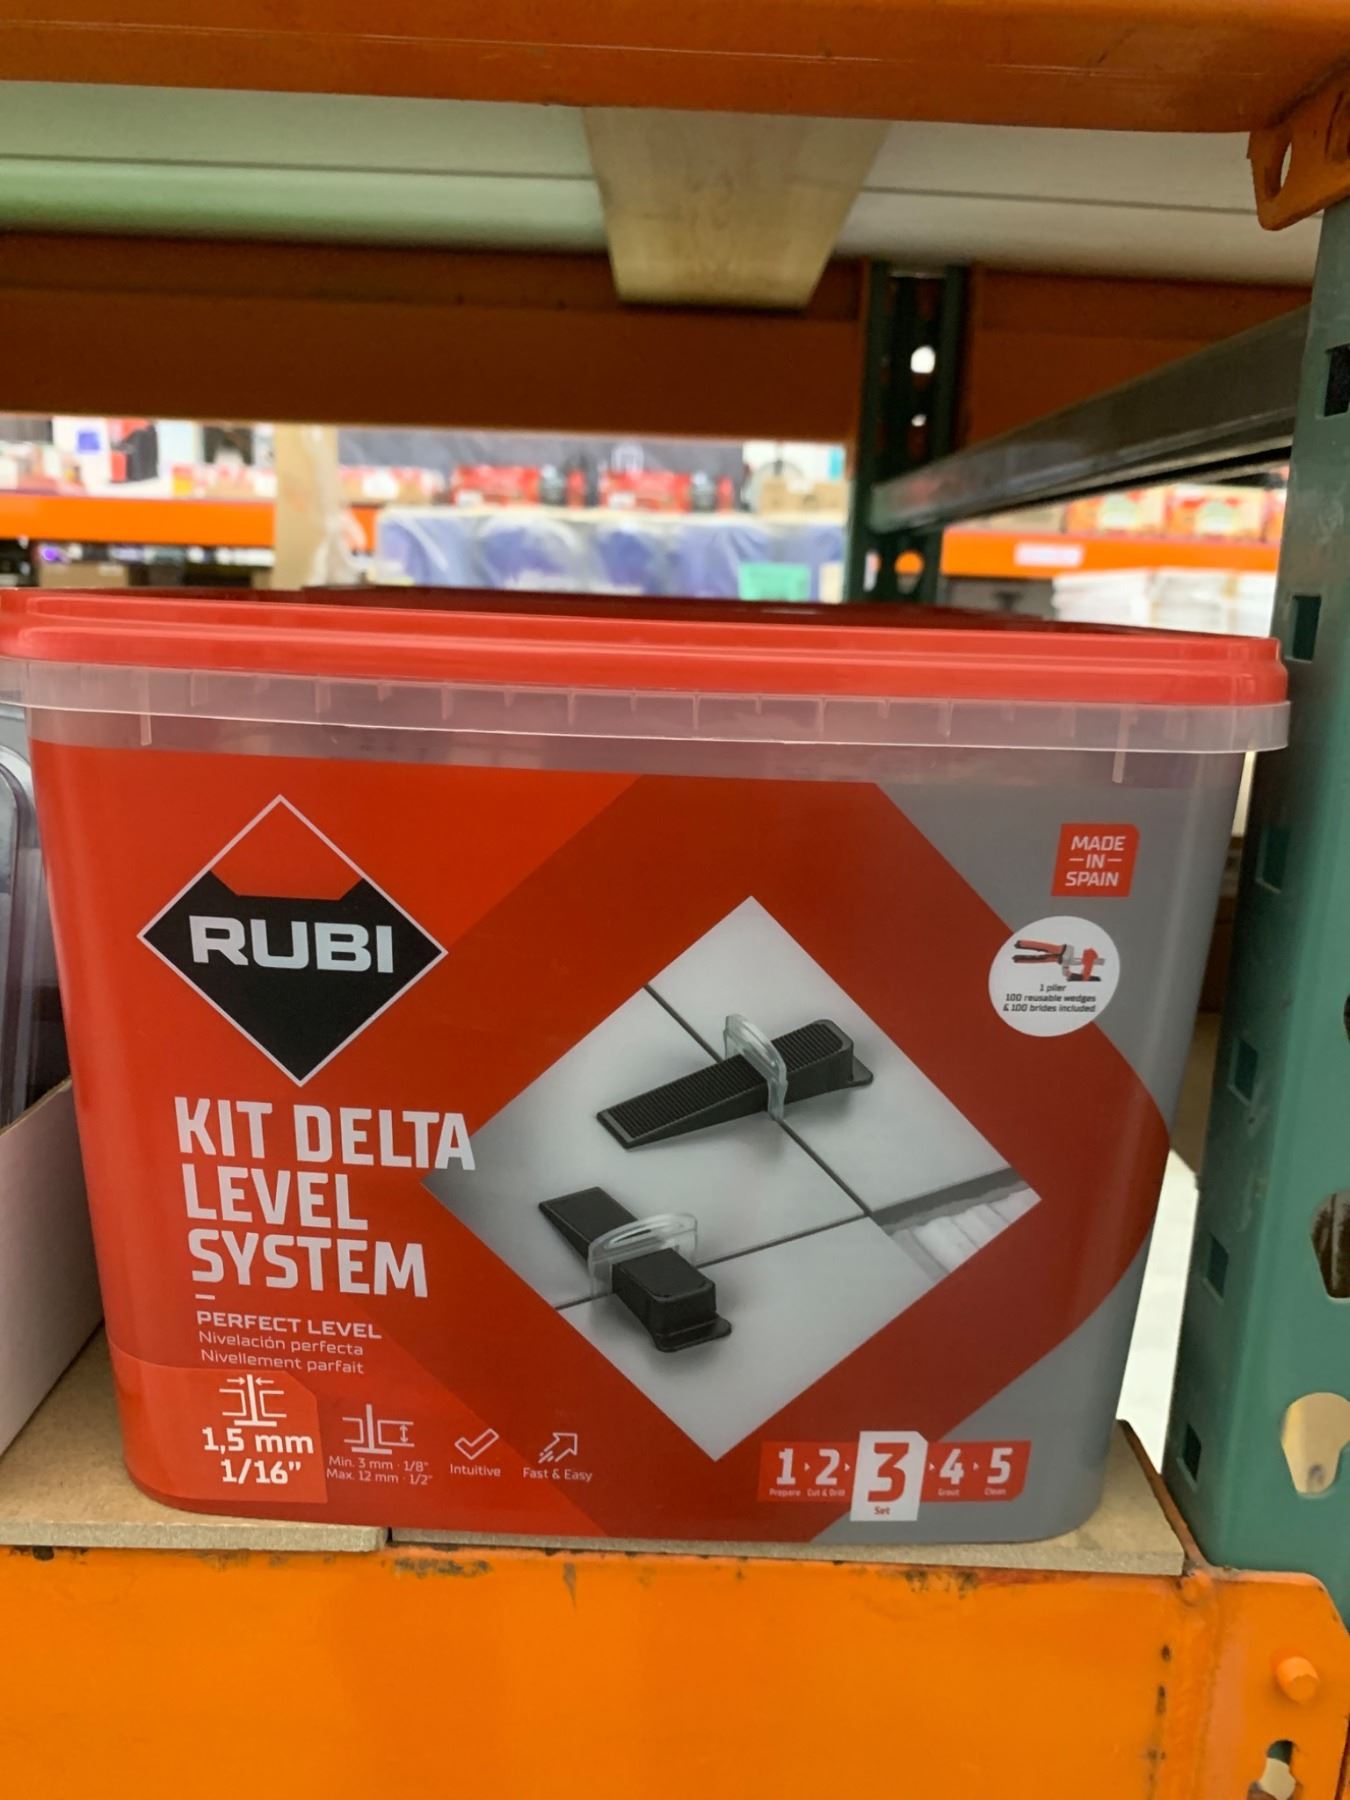 RUBI
KIT DELTA
LEVEL
SYSTEM
PERFECT LEVEL
Nivelación perfecta
Nivellement parfait
1,5 mm
1/16”
Min. 3 mm · 1/8"
Max. 12 mm · 1/2"
Intuitive
Fast & Easy
MADE
IN
SPAIN
1 plier
100 reusable wedges
& 100 brides included
1 2 3 4 5
Prepare Cut & Drill Set Grout Clean